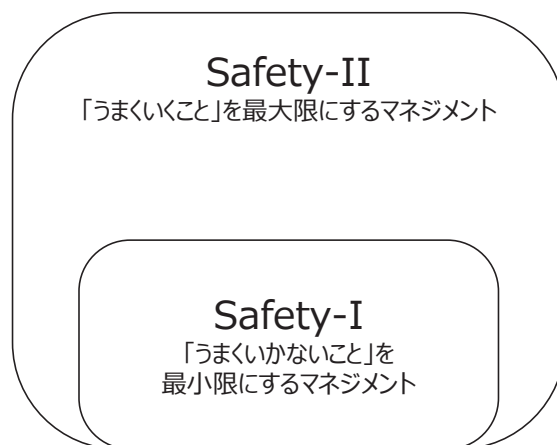 Safety-II
「うまくいくこと」を最大限にするマネジメント
Safety-I
「うまくいかないこと」を
最小限にするマネジメント